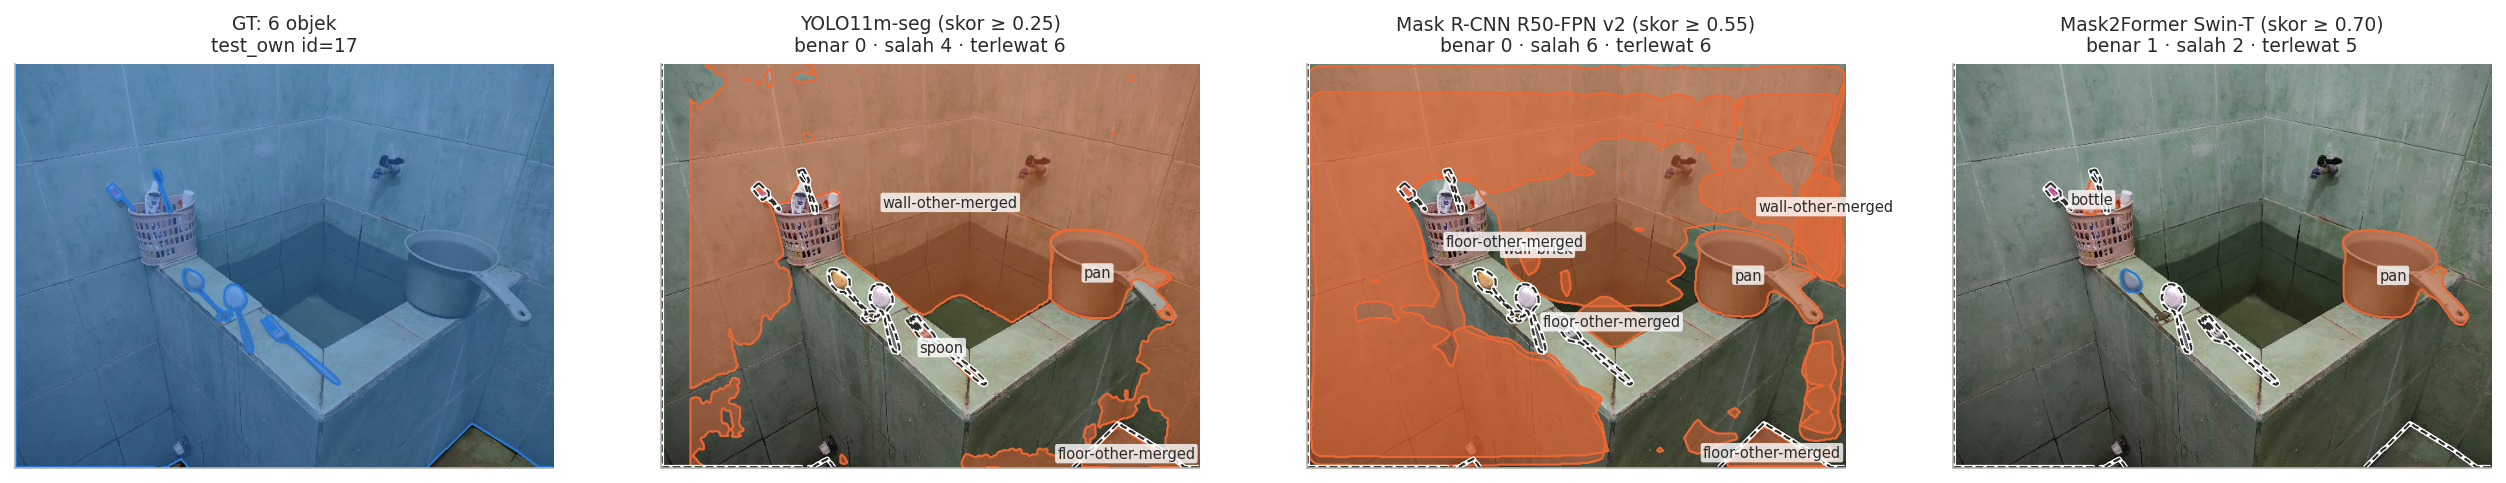 GT: 6 objek
test_own id=17
YOLO11m-seg (skor ≥ 0.25)
benar 0 · salah 4 · terlewat 6
wall-other-merged
pan
spoon
floor-other-merged
Mask R-CNN R50-FPN v2 (skor ≥ 0.55)
benar 0 · salah 6 · terlewat 6
wall-other-merged
floor-other-merged
wall-brick
pan
floor-other-merged
floor-other-merged
Mask2Former Swin-T (skor ≥ 0.70)
benar 1 · salah 2 · terlewat 5
bottle
pan